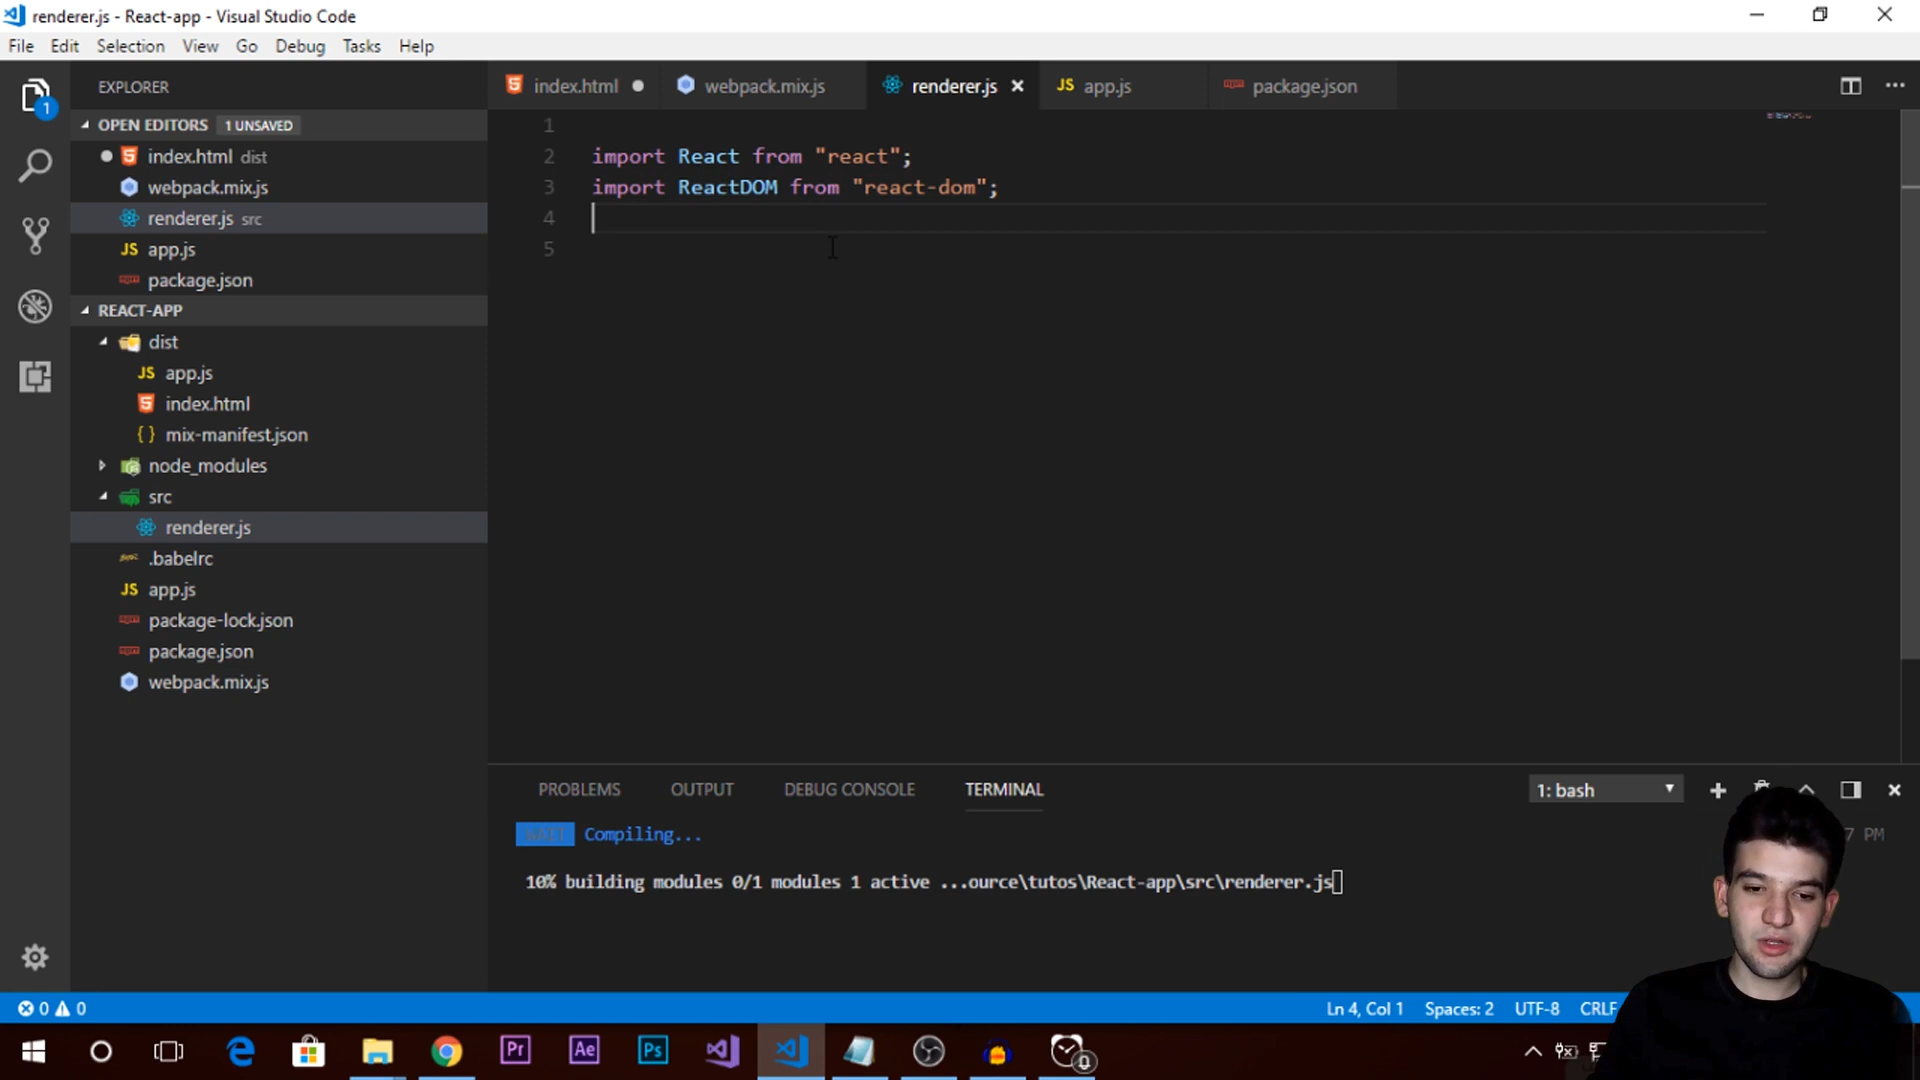 renderer.js - React-app - Visual Studio Code
File Edit Selection View Go Debug Tasks Help
EXPLORER
OPEN EDITORS 1 UNSAVED
index.html dist
webpack.mix.js
renderer.js src
app.js
package.json
REACT-APP
dist
app.js
index.html
mix-manifest.json
node_modules
src
renderer.js
.babelrc
app.js
package-lock.json
package.json
webpack.mix.js
index.html webpack.mix.js renderer.js app.js package.json
1
2 import React from "react";
3 import ReactDOM from "react-dom";
4
5
PROBLEMS OUTPUT DEBUG CONSOLE TERMINAL 1: bash
WAIT Compiling... 7 PM
10% building modules 0/1 modules 1 active ...ource\tutos\React-app\src\renderer.js
0 0 Ln 4, Col 1 Spaces: 2 UTF-8 CRLF
Pr Ae Ps